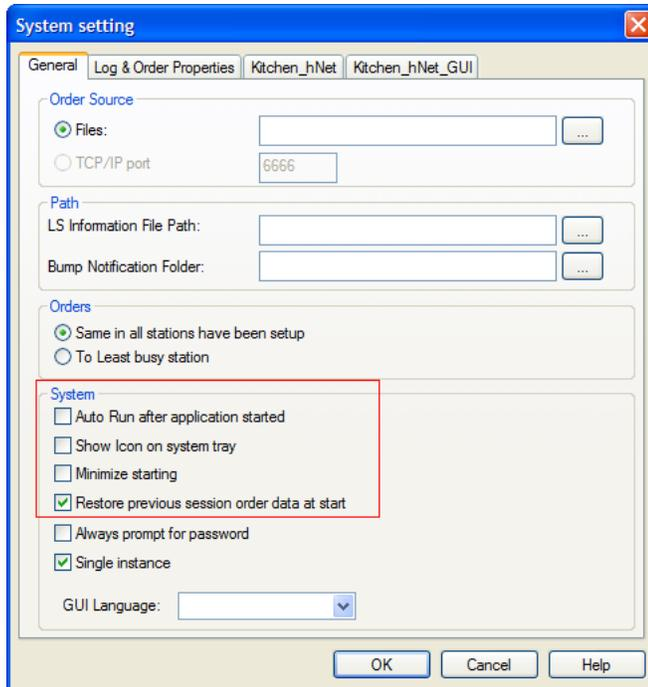 System setting
General Log & Order Properties Kitchen_hNet Kitchen_hNet_GUI
Order Source
Files: ...
TCP/IP port 6666
Path
LS Information File Path: ...
Bump Notification Folder: ...
Orders
Same in all stations have been setup
To Least busy station
System
Auto Run after application started
Show Icon on system tray
Minimize starting
Restore previous session order data at start
Always prompt for password
Single instance
GUI Language:
OK Cancel Help